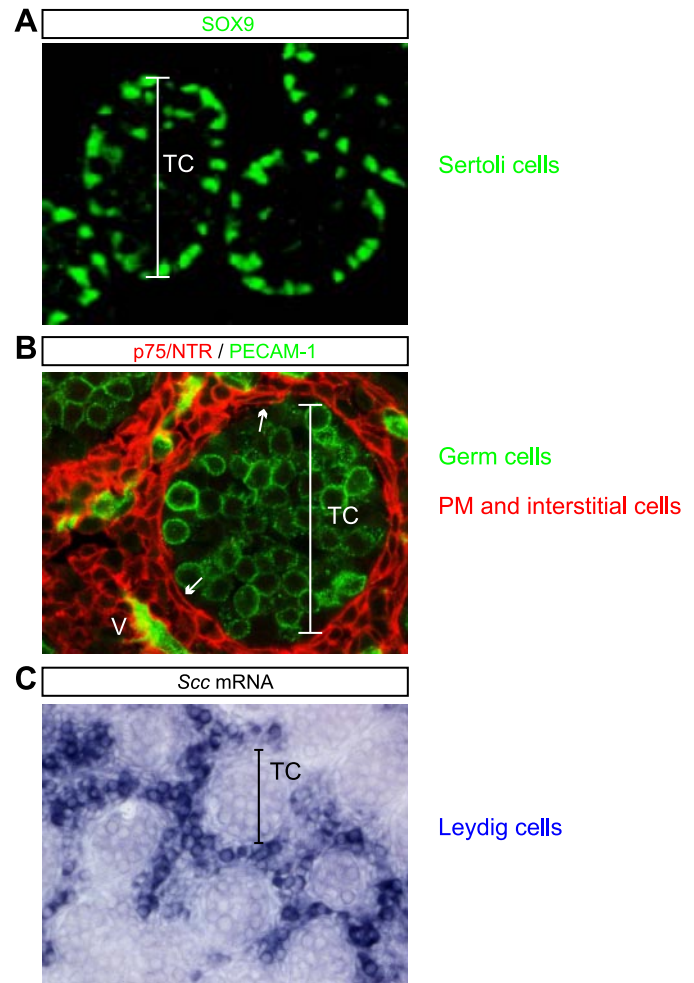 A
SOX9
TC
Sertoli cells
B
p75/NTR / PECAM-1
TC
V
Germ cells
PM and interstitial cells
C
Scc mRNA
TC
Leydig cells